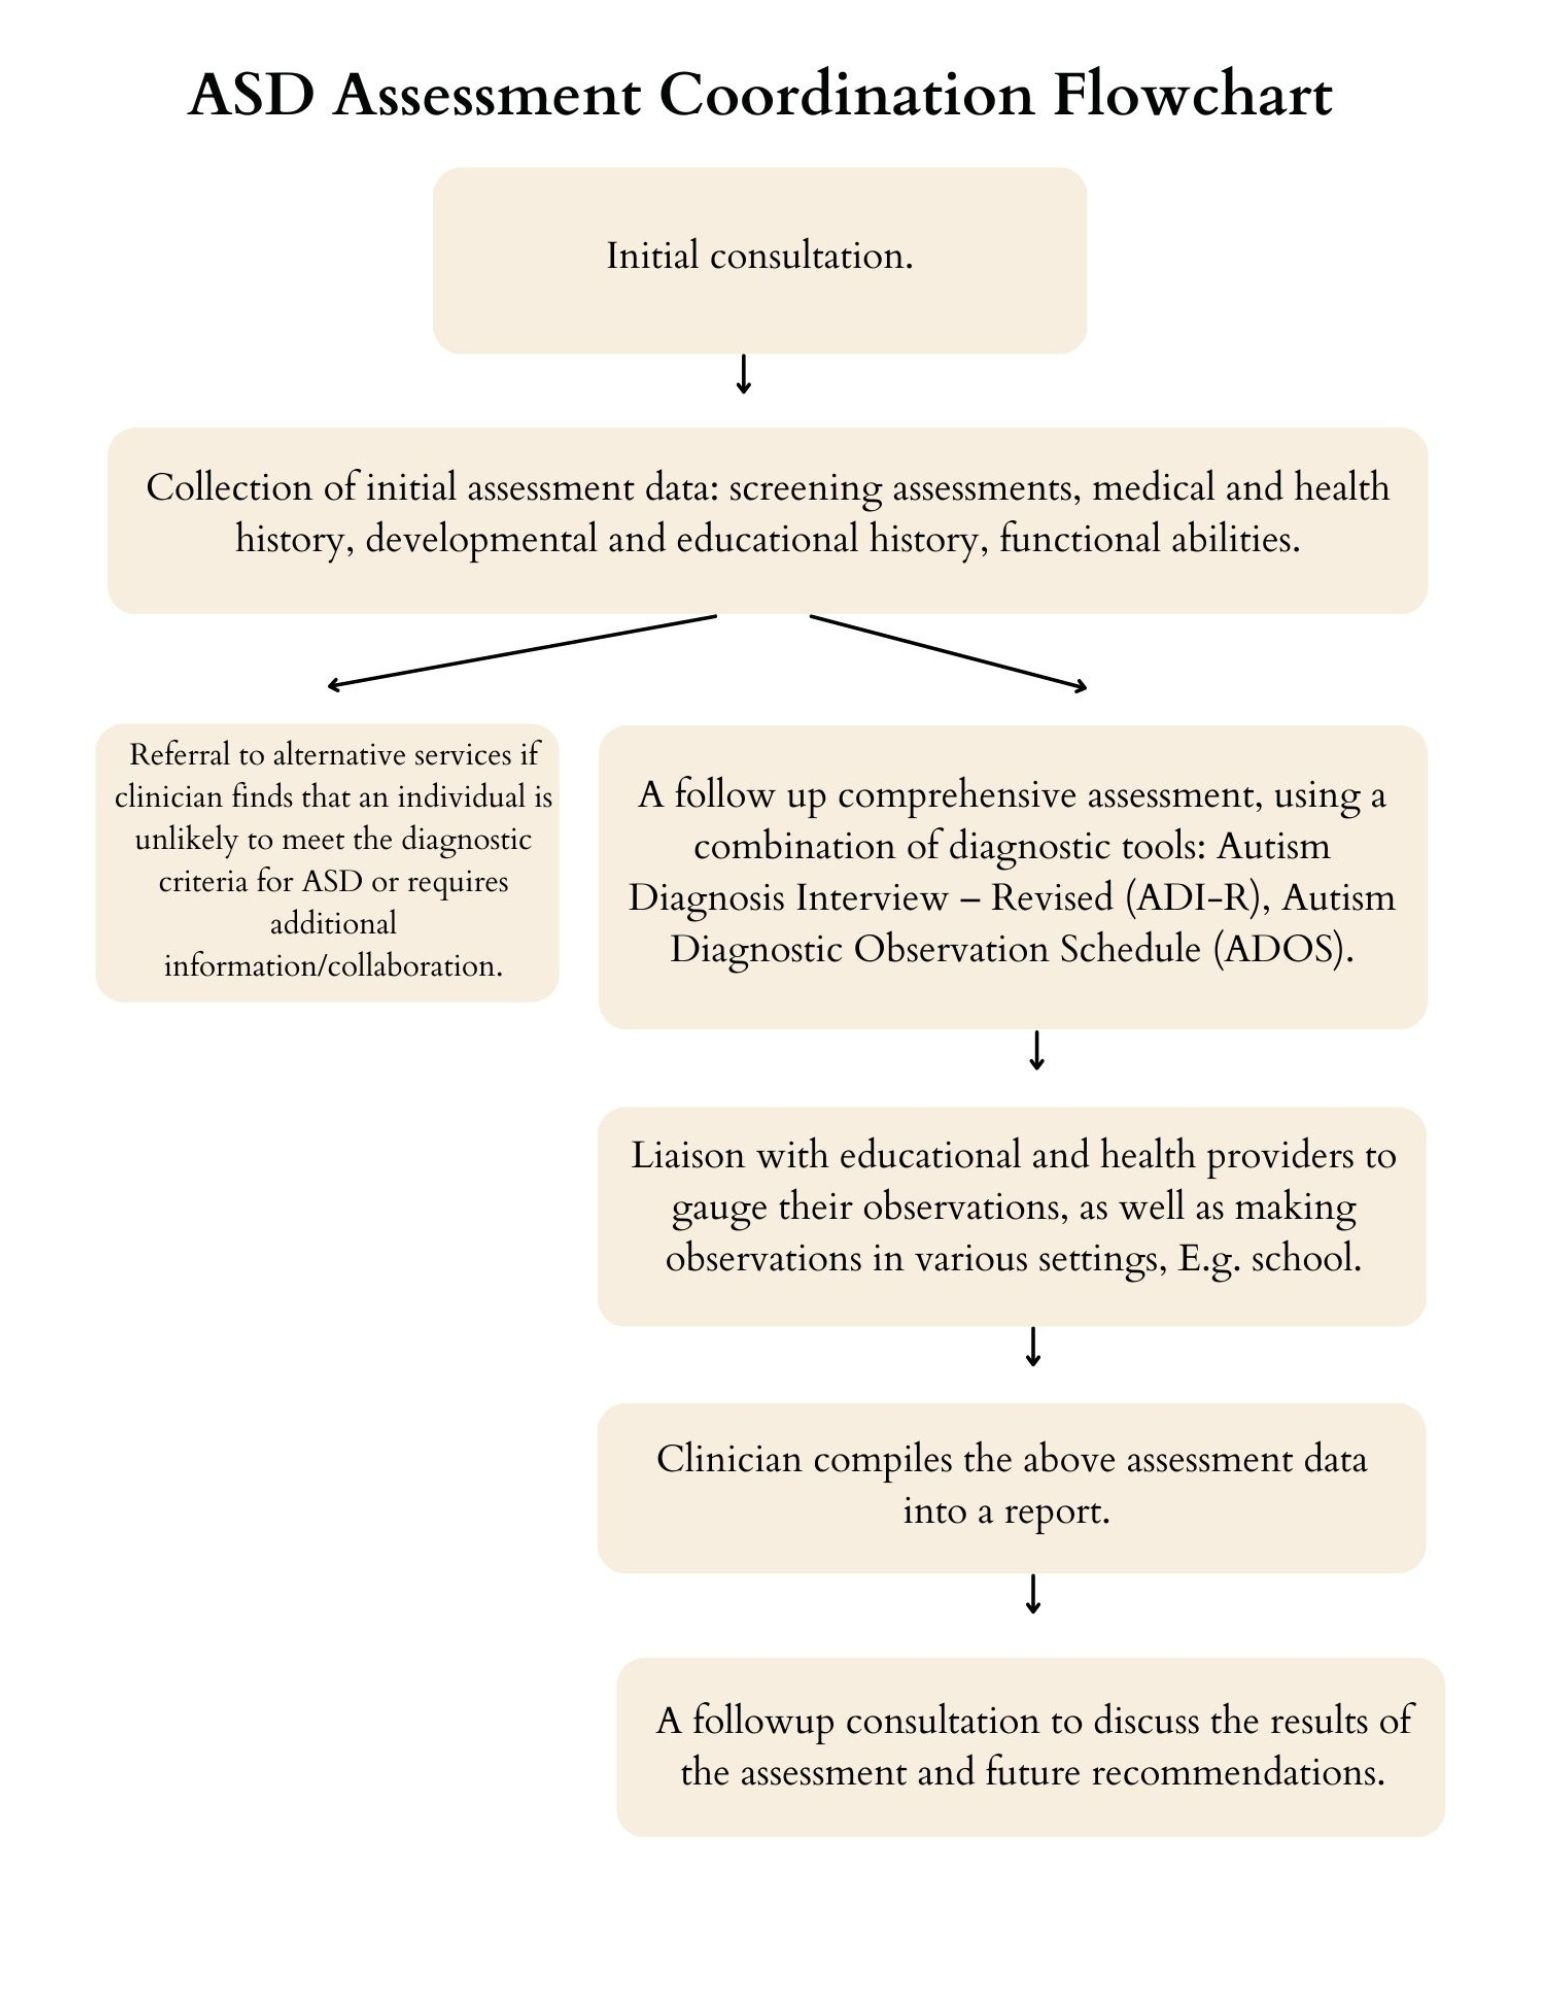 ASD Assessment Coordination Flowchart
Initial consultation.
Collection of initial assessment data: screening assessments, medical and health
history, developmental and educational history, functional abilities.
Referral to alternative services if
clinician finds that an individual is
unlikely to meet the diagnostic
criteria for ASD or requires
additional
information/collaboration.
A follow up comprehensive assessment, using a
combination of diagnostic tools: Autism
Diagnosis Interview – Revised (ADI-R), Autism
Diagnostic Observation Schedule (ADOS).
Liaison with educational and health providers to
gauge their observations, as well as making
observations in various settings, E.g. school.
Clinician compiles the above assessment data
into a report.
A followup consultation to discuss the results of
the assessment and future recommendations.